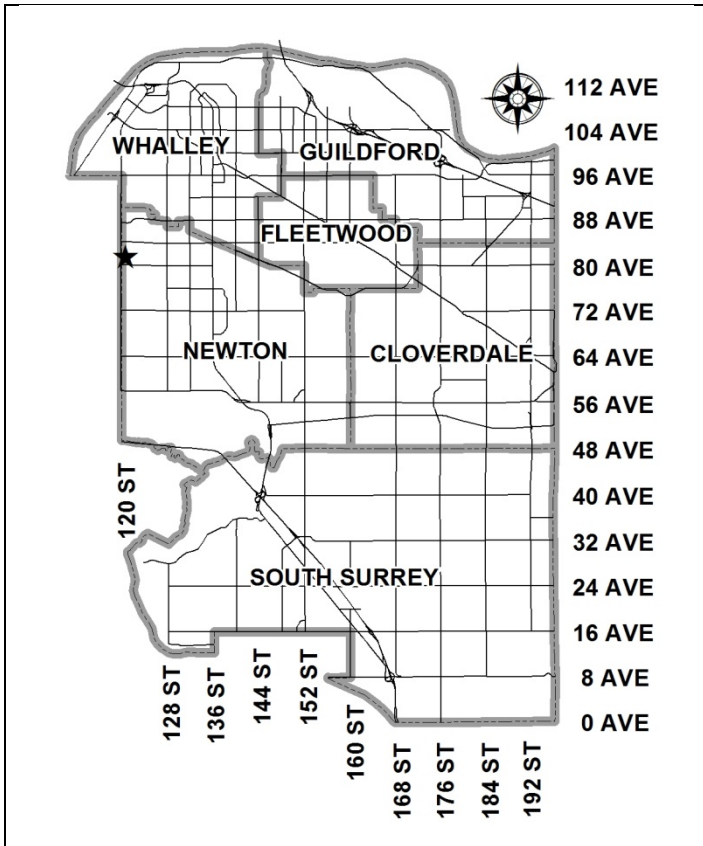 112 AVE
104 AVE
WHALLEY
GUILDFORD
96 AVE
88 AVE
FLEETWOOD
80 AVE
72 AVE
NEWTON
CLOVERDALE
64 AVE
56 AVE
48 AVE
120 ST
40 AVE
32 AVE
SOUTH SURREY
24 AVE
16 AVE
128 ST
136 ST
144 ST
152 ST
160 ST
8 AVE
0 AVE
168 ST
176 ST
184 ST
192 ST